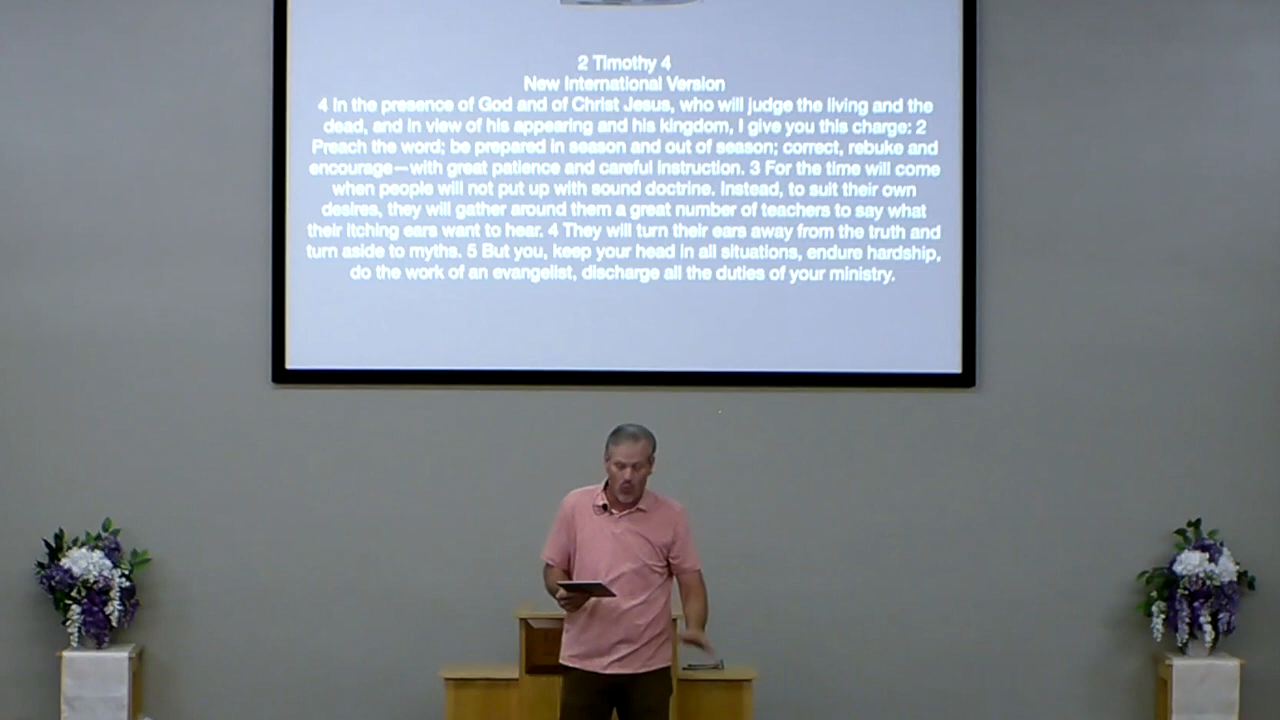 2 Timothy 4
New International Version
4 In the presence of God and of Christ Jesus, who will judge the living and the
dead, and in view of his appearing and his kingdom, I give you this charge: 2
Preach the word; be prepared in season and out of season; correct, rebuke and
encourage—with great patience and careful instruction. 3 For the time will come
when people will not put up with sound doctrine. Instead, to suit their own
desires, they will gather around them a great number of teachers to say what
their itching ears want to hear. 4 They will turn their ears away from the truth and
turn aside to myths. 5 But you, keep your head in all situations, endure hardship,
do the work of an evangelist, discharge all the duties of your ministry.